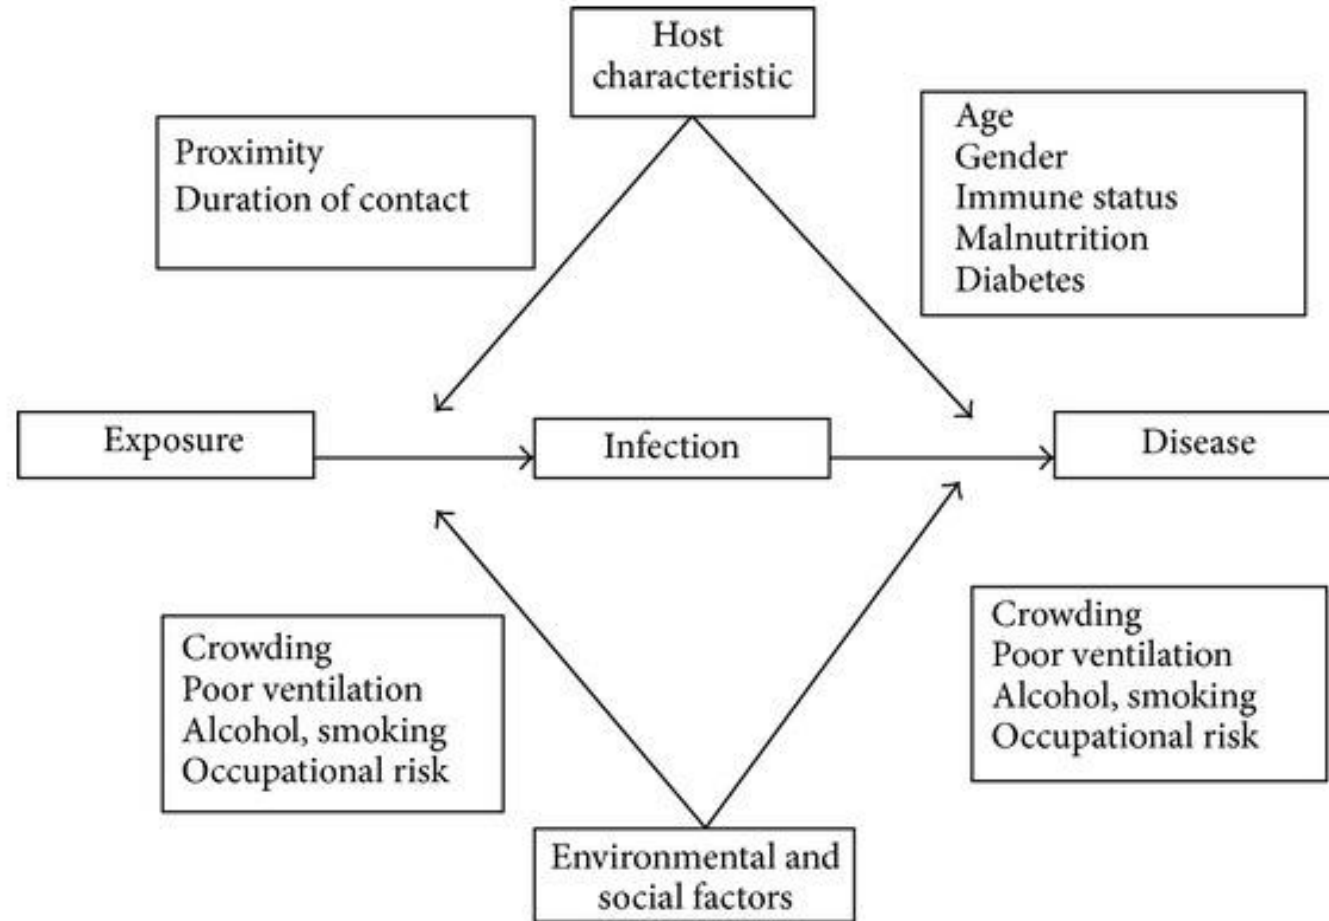 Host
characteristic
Proximity
Duration of contact
Age
Gender
Immune status
Malnutrition
Diabetes
Exposure
Infection
Disease
Crowding
Poor ventilation
Alcohol, smoking
Occupational risk
Crowding
Poor ventilation
Alcohol, smoking
Occupational risk
Environmental and
social factors